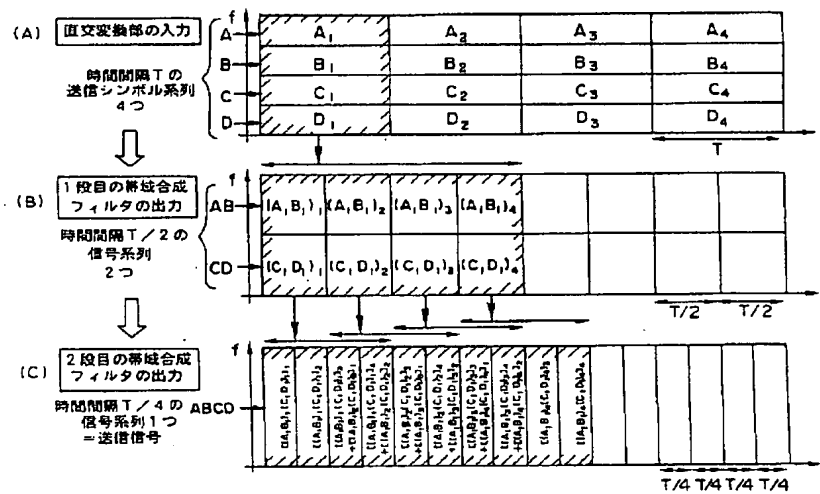 (A)
直交変換部の入力
時間間隔Tの
送信シンボル系列
4つ
f
A
B
C
D
A₁ A₂ A₃ A₄
B₁ B₂ B₃ B₄
C₁ C₂ C₃ C₄
D₁ D₂ D₃ D₄
T
(B)
1段目の帯域合成
フィルタの出力
時間間隔T/2の
信号系列
2つ
f
AB
CD
(A₁B₁)₁ (A₁B₁)₂ (A₁B₁)₃ (A₁B₁)₄
(C₁D₁)₁ (C₁D₁)₂ (C₁D₁)₃ (C₁D₁)₄
T/2 T/2
(C)
2段目の帯域合成
フィルタの出力
時間間隔T/4の
信号系列1つ
=送信信号
f
ABCD
T/4 T/4 T/4 T/4